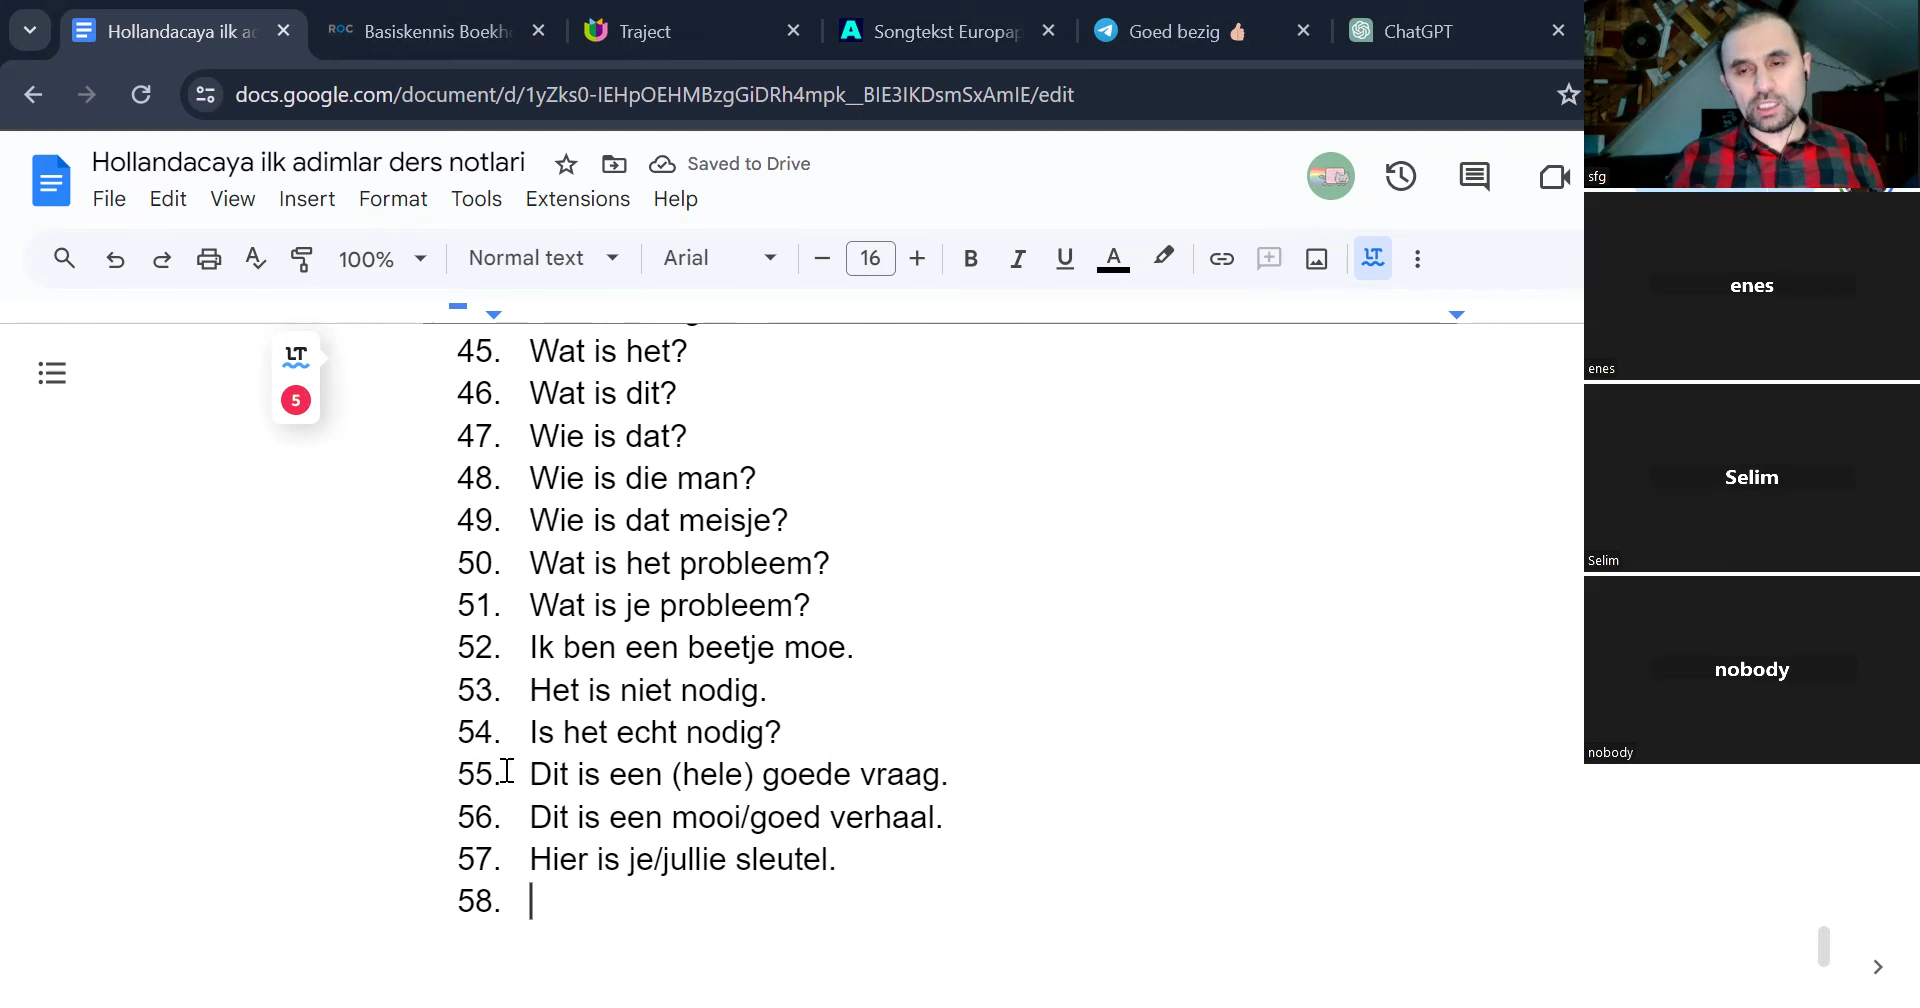 Hollandacaya ilk a
ROC Basiskennis Boekh
Traject
Songtekst Europap
Goed bezig
ChatGPT
docs.google.com/document/d/1yZks0-IEHpOEHMBzgGiDRh4mpk__BIE3IKDsmSxAmIE/edit
Hollandacaya ilk adimlar ders notlari
Saved to Drive
File Edit View Insert Format Tools Extensions Help
100% Normal text Arial 16 B I U A LT
LT
5
45. Wat is het?
46. Wat is dit?
47. Wie is dat?
48. Wie is die man?
49. Wie is dat meisje?
50. Wat is het probleem?
51. Wat is je probleem?
52. Ik ben een beetje moe.
53. Het is niet nodig.
54. Is het echt nodig?
55. Dit is een (hele) goede vraag.
56. Dit is een mooi/goed verhaal.
57. Hier is je/jullie sleutel.
58.
sfg
enes
enes
Selim
Selim
nobody
nobody